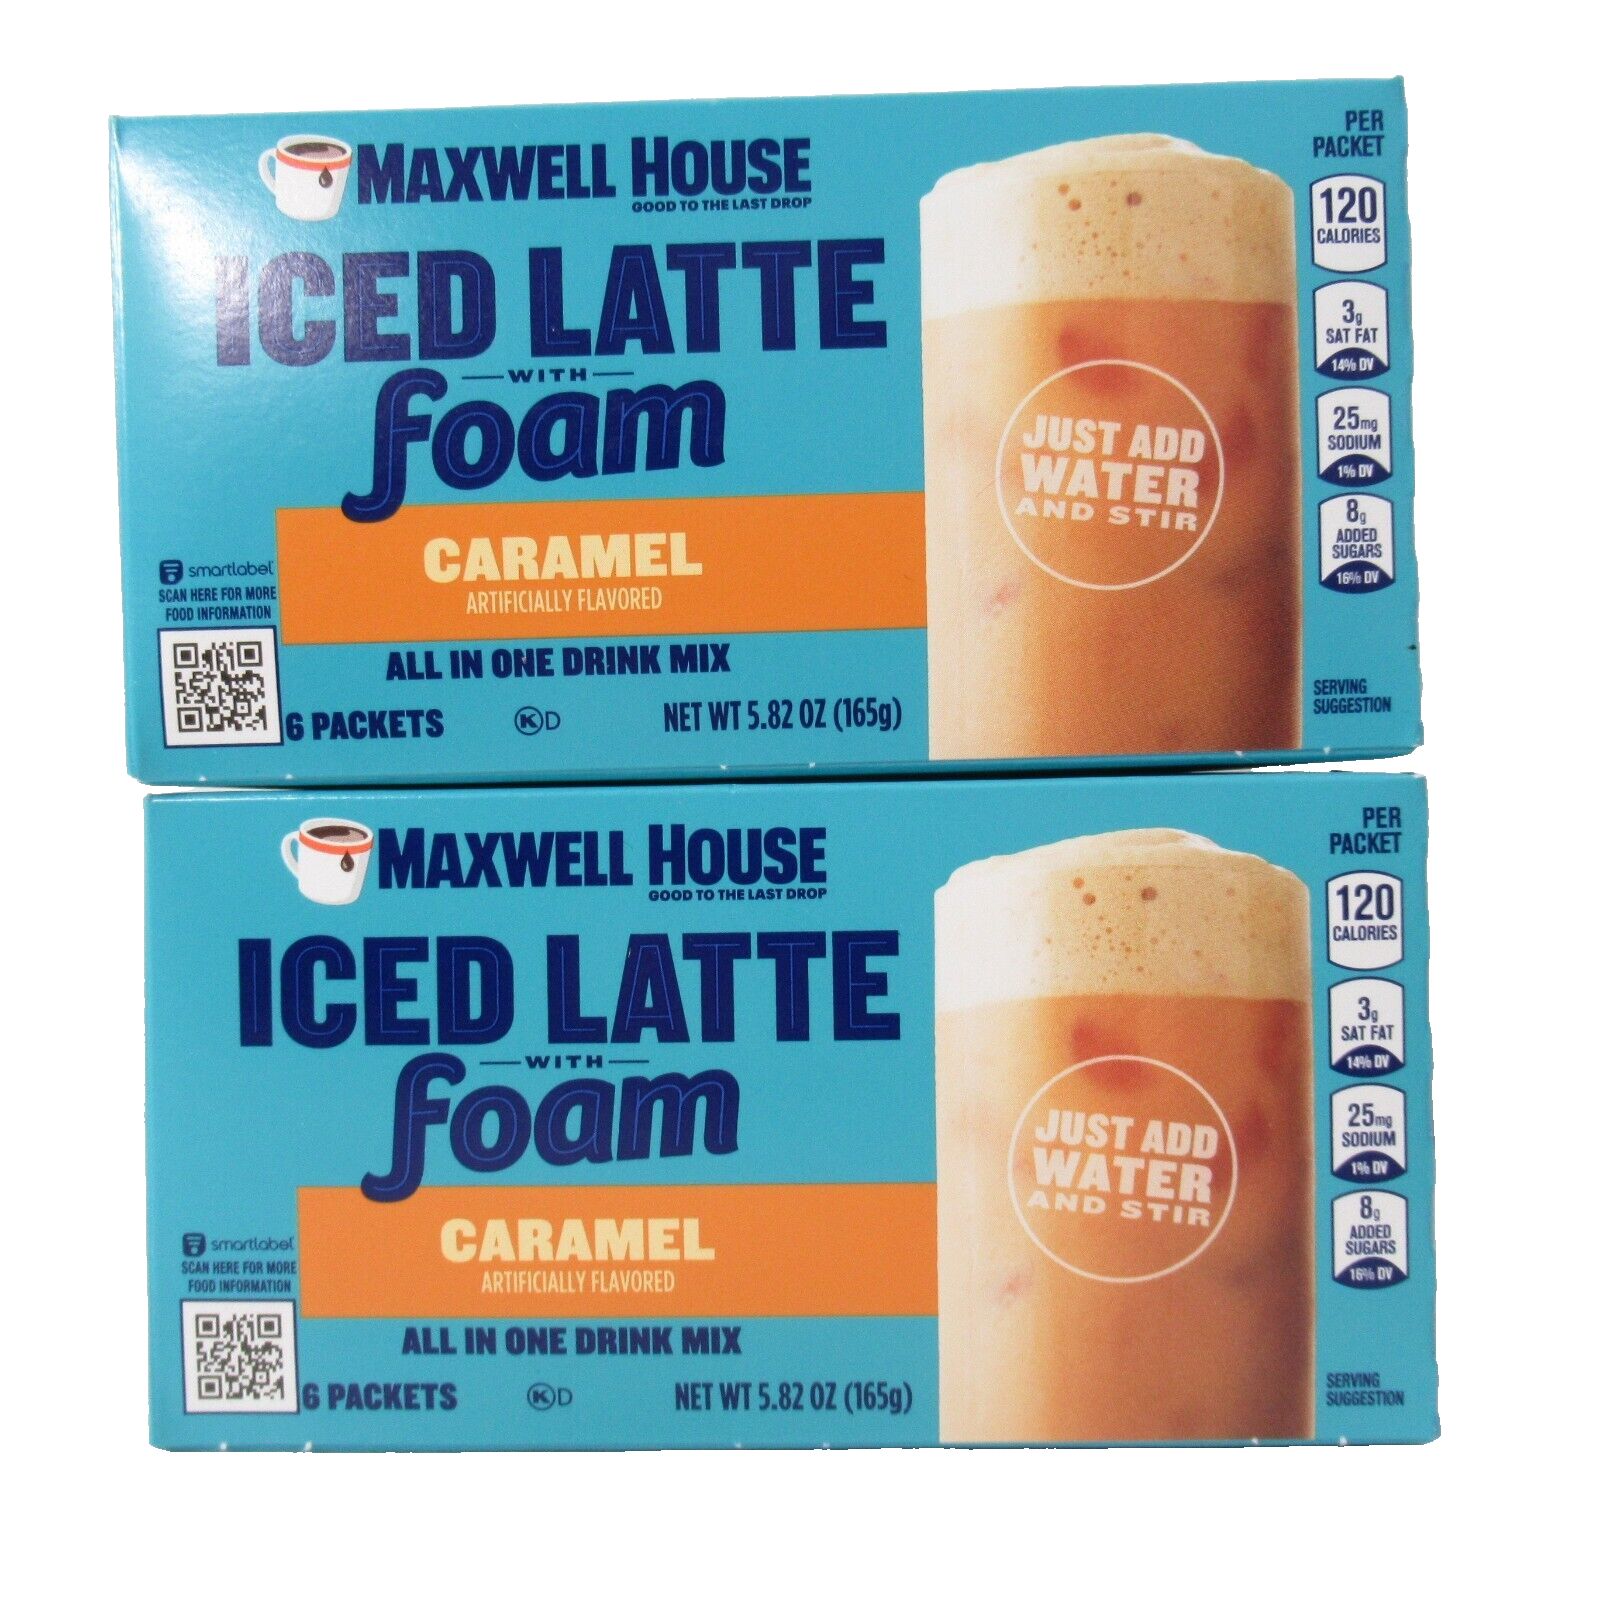 MAXWELL HOUSE
GOOD TO THE LAST DROP
ICED LATTE
WITH
foam
CARAMEL
ARTIFICIALLY FLAVORED
ALL IN ONE DRINK MIX
smartlabel
SCAN HERE FOR MORE
FOOD INFORMATION
6 PACKETS
KD
NET WT 5.82 OZ (165g)
JUST ADD
WATER
AND STIR
PER
PACKET
120
CALORIES
3g
SAT FAT
14% DV
25mg
SODIUM
1% DV
8g
ADDED
SUGARS
16% DV
SERVING
SUGGESTION
MAXWELL HOUSE
GOOD TO THE LAST DROP
ICED LATTE
WITH
foam
CARAMEL
ARTIFICIALLY FLAVORED
ALL IN ONE DRINK MIX
smartlabel
SCAN HERE FOR MORE
FOOD INFORMATION
6 PACKETS
KD
NET WT 5.82 OZ (165g)
JUST ADD
WATER
AND STIR
PER
PACKET
120
CALORIES
3g
SAT FAT
14% DV
25mg
SODIUM
1% DV
8g
ADDED
SUGARS
16% DV
SERVING
SUGGESTION